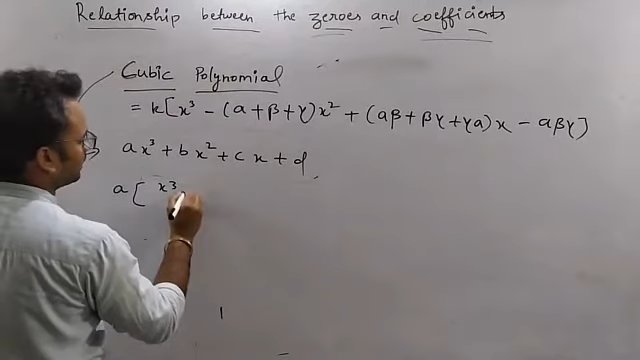 Relationship between the zeroes and coefficients
Cubic Polynomial
= k[x³ - (α+β+γ)x² + (αβ+βγ+γα)x - αβγ]
ax³ + bx² + cx + d
a[ x³